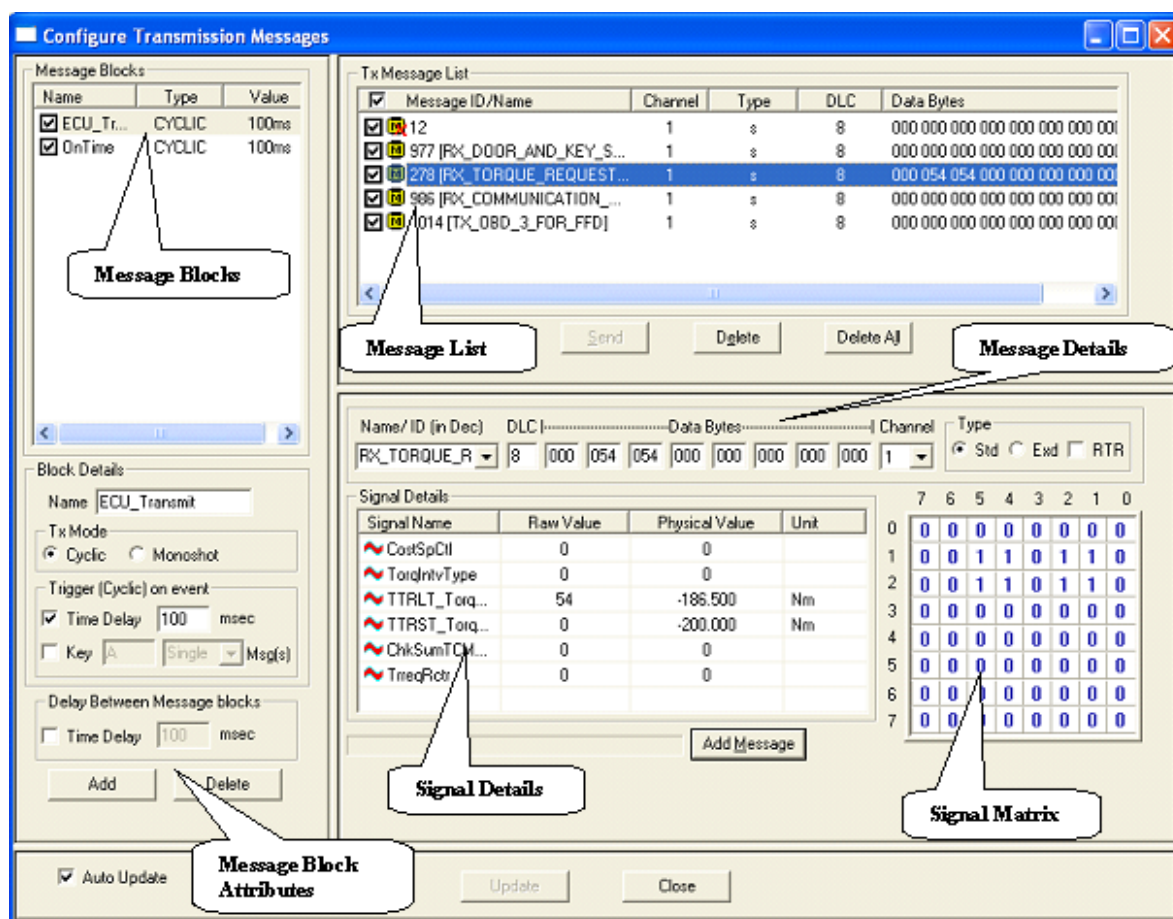 Configure Transmission Messages
Message Blocks
Name Type Value
ECU_Tr... CYCLIC 100ms
OnTime CYCLIC 100ms
Message Blocks
Tx Message List
Message ID/Name Channel Type DLC Data Bytes
12 1 s 8 000 000 000 000 000 000 000 00
977 [RX_DOOR_AND_KEY_S... 1 s 8 000 000 000 000 000 000 000 00
278 [RX_TORQUE_REQUEST... 1 s 8 000 054 054 000 000 000 000 00
986 [RX_COMMUNICATION_... 1 s 8 000 000 000 000 000 000 000 00
014 [TX_OBD_3_FOR_FFD] 1 s 8 000 000 000 000 000 000 000 00
Message List
Send Delete Delete All
Message Details
Name/ ID (in Dec) DLC Data Bytes Channel Type
RX_TORQUE_R 8 000 054 054 000 000 000 000 000 1 Std Exd RTR
Block Details
Name ECU_Transmit
Tx Mode
Cyclic Monoshot
Trigger (Cyclic) on event
Time Delay 100 msec
Key A Single Msg(s)
Delay Between Message blocks
Time Delay 100 msec
Add Delete
Message Block
Attributes
Signal Details
Signal Name Raw Value Physical Value Unit
CostSpCtl 0 0
TorqIntvType 0 0
TTRLT_Torq... 54 -186.500 Nm
TTRST_Torq... 0 -200.000 Nm
ChkSumTCM... 0 0
TrreqRctr 0 0
Signal Details
Add Message
7 6 5 4 3 2 1 0
0 0 0 0 0 0 0 0 0
1 0 0 1 1 0 1 1 0
2 0 0 1 1 0 1 1 0
3 0 0 0 0 0 0 0 0
4 0 0 0 0 0 0 0 0
5 0 0 0 0 0 0 0 0
6 0 0 0 0 0 0 0 0
7 0 0 0 0 0 0 0 0
Signal Matrix
Auto Update Update Close